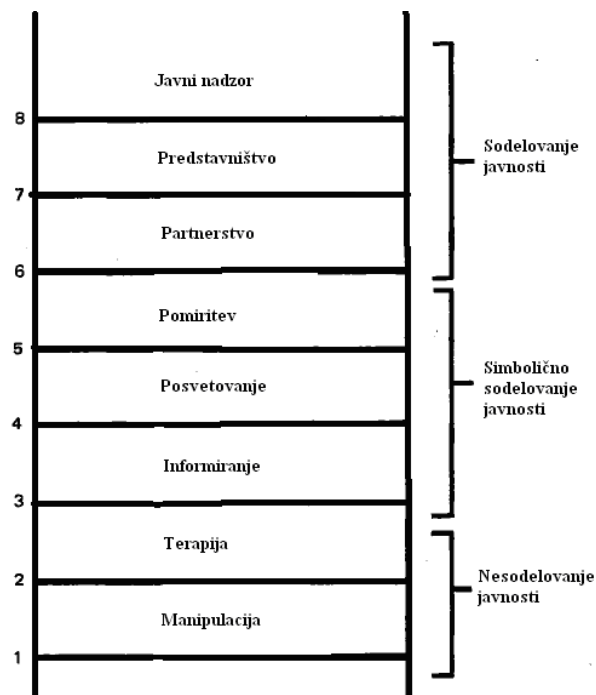 Javni nadzor
8
Predstavništvo
7
Partnerstvo
6
Pomiritev
5
Posvetovanje
4
Informiranje
3
Terapija
2
Manipulacija
1
Sodelovanje
javnosti
Simbolično
sodelovanje
javnosti
Nesodelovanje
javnosti